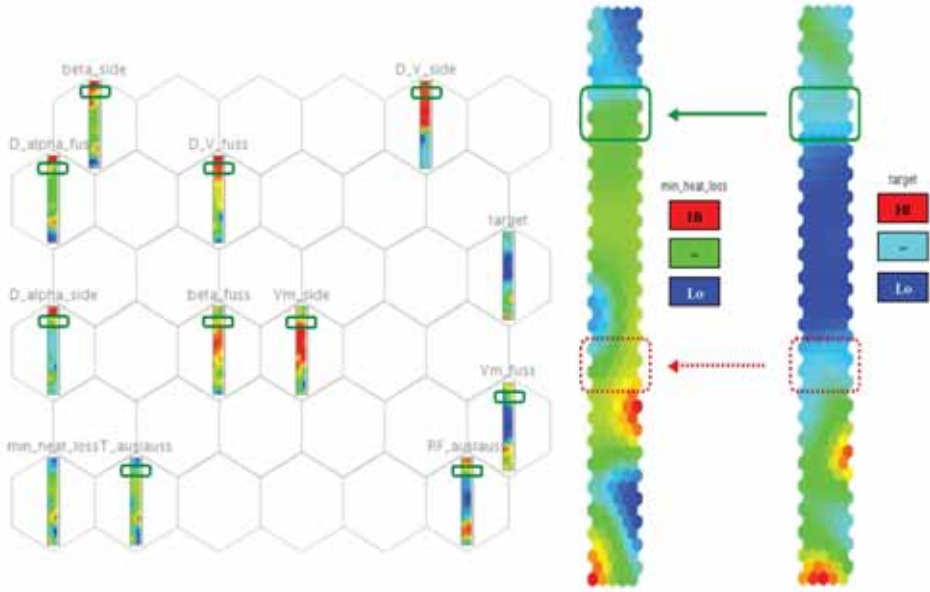 beta_side
D_V_side
D_alpha_fuss
D_V_fuss
target
D_alpha_side
beta_fuss
Vm_side
Vm_fuss
min_heat_loss
T_auslauss
RF_auslauss
min_heat_loss
HI
~
Lo
target
HI
~
Lo